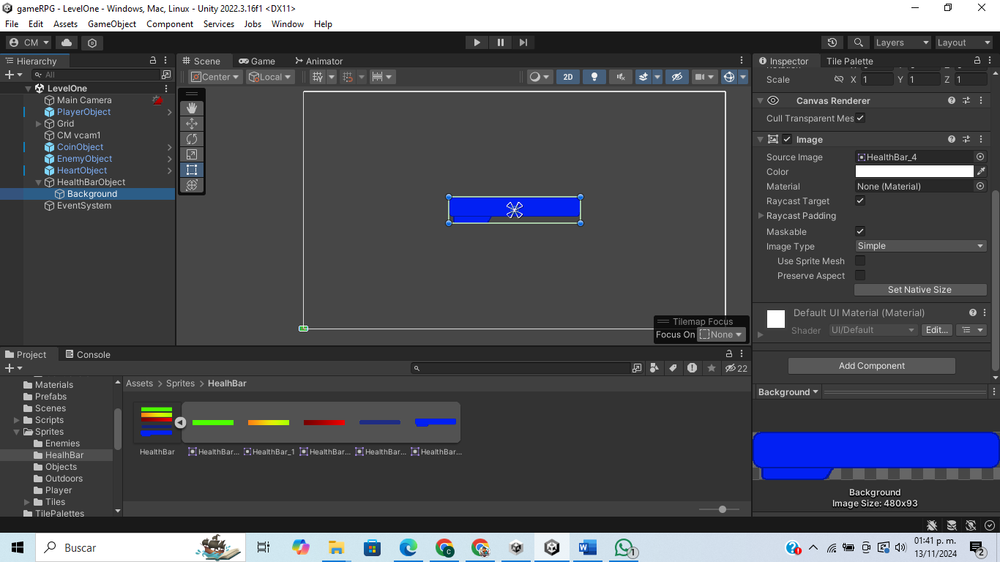 gameRPG - LevelOne - Windows, Mac, Linux - Unity 2022.3.16f1 <DX11>
File Edit Assets GameObject Component Services Jobs Window Help
CM Layers Layout
Hierarchy
All
LevelOne
Main Camera
PlayerObject
Grid
CM vcam1
CoinObject
EnemyObject
HeartObject
HealthBarObject
Background
EventSystem
Scene Game Animator
Center Local 2D
Tilemap Focus
Focus On None
Inspector Tile Palette
Scale X 1 Y 1 Z 1
Canvas Renderer
Cull Transparent Mes
Image
Source Image HealthBar_4
Color
Material None (Material)
Raycast Target
Raycast Padding
Maskable
Image Type Simple
Use Sprite Mesh
Preserve Aspect
Set Native Size
Default UI Material (Material)
Shader UI/Default Edit...
Add Component
Background
Background
Image Size: 480x93
Project Console
22
Materials
Prefabs
Scenes
Scripts
Sprites
Enemies
HealhBar
Objects
Outdoors
Player
Tiles
TilePalettes
Assets > Sprites > HealhBar
HealthBar HealthBar... HealthBar_1 HealthBar... HealthBar... HealthBar...
Buscar
1
01:41 p. m.
13/11/2024
2